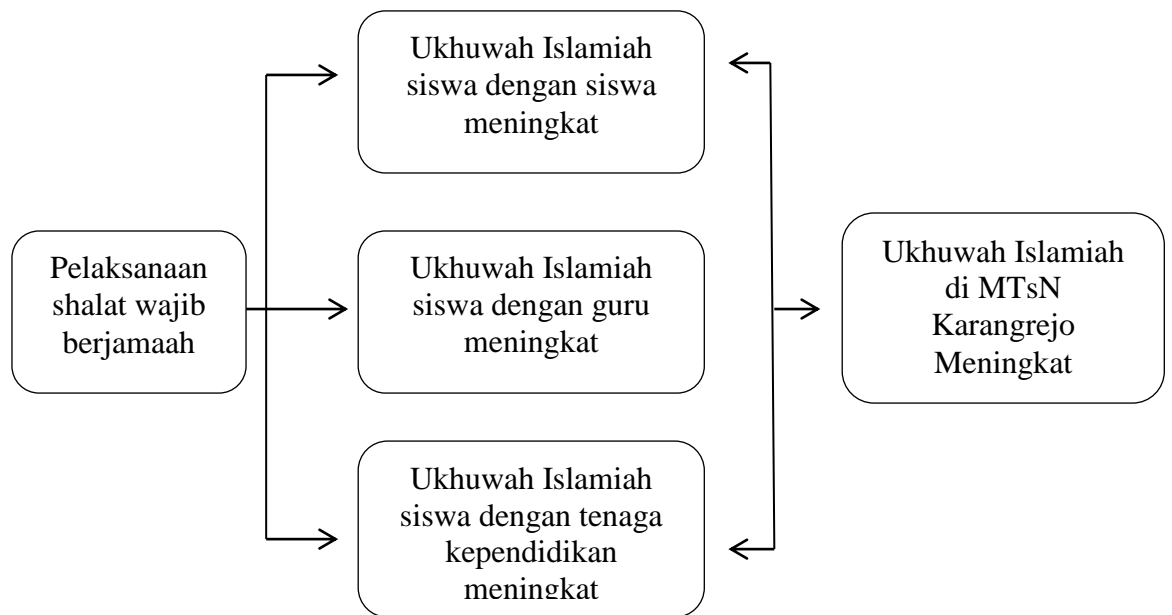 Pelaksanaan
shalat wajib
berjamaah
Ukhuwah Islamiah
siswa dengan siswa
meningkat
Ukhuwah Islamiah
siswa dengan guru
meningkat
Ukhuwah Islamiah
siswa dengan tenaga
kependidikan
meningkat
Ukhuwah Islamiah
di MTsN
Karangrejo
Meningkat